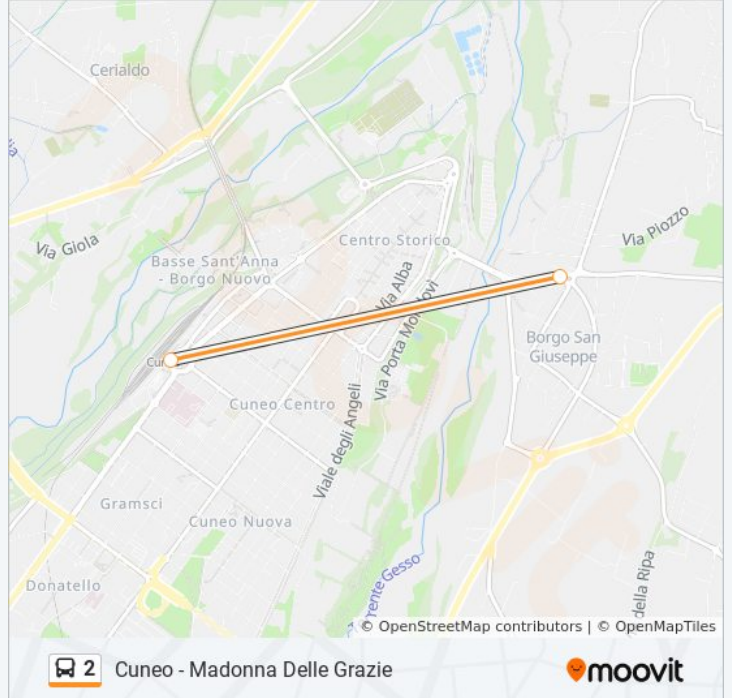 Cerialdo
Via Giola
Basse Sant'Anna
- Borgo Nuovo
Centro Storico
Via Alba
Via Porta Mondovì
Via Piozzo
Borgo San
Giuseppe
Cuneo Centro
Viale degli Angeli
Gramsci
Cuneo Nuova
Donatello
rrente Gesso
della Ripa
© OpenStreetMap contributors | © OpenMapTiles
2 Cuneo - Madonna Delle Grazie
moovit